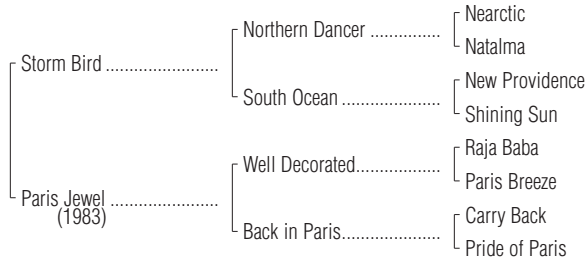 Nearctic
Northern Dancer ................
Natalma
Storm Bird .......................
New Providence
South Ocean ......................
Shining Sun
Raja Baba
Well Decorated...................
Paris Breeze
Paris Jewel ......................
(1983)
Carry Back
Back in Paris......................
Pride of Paris